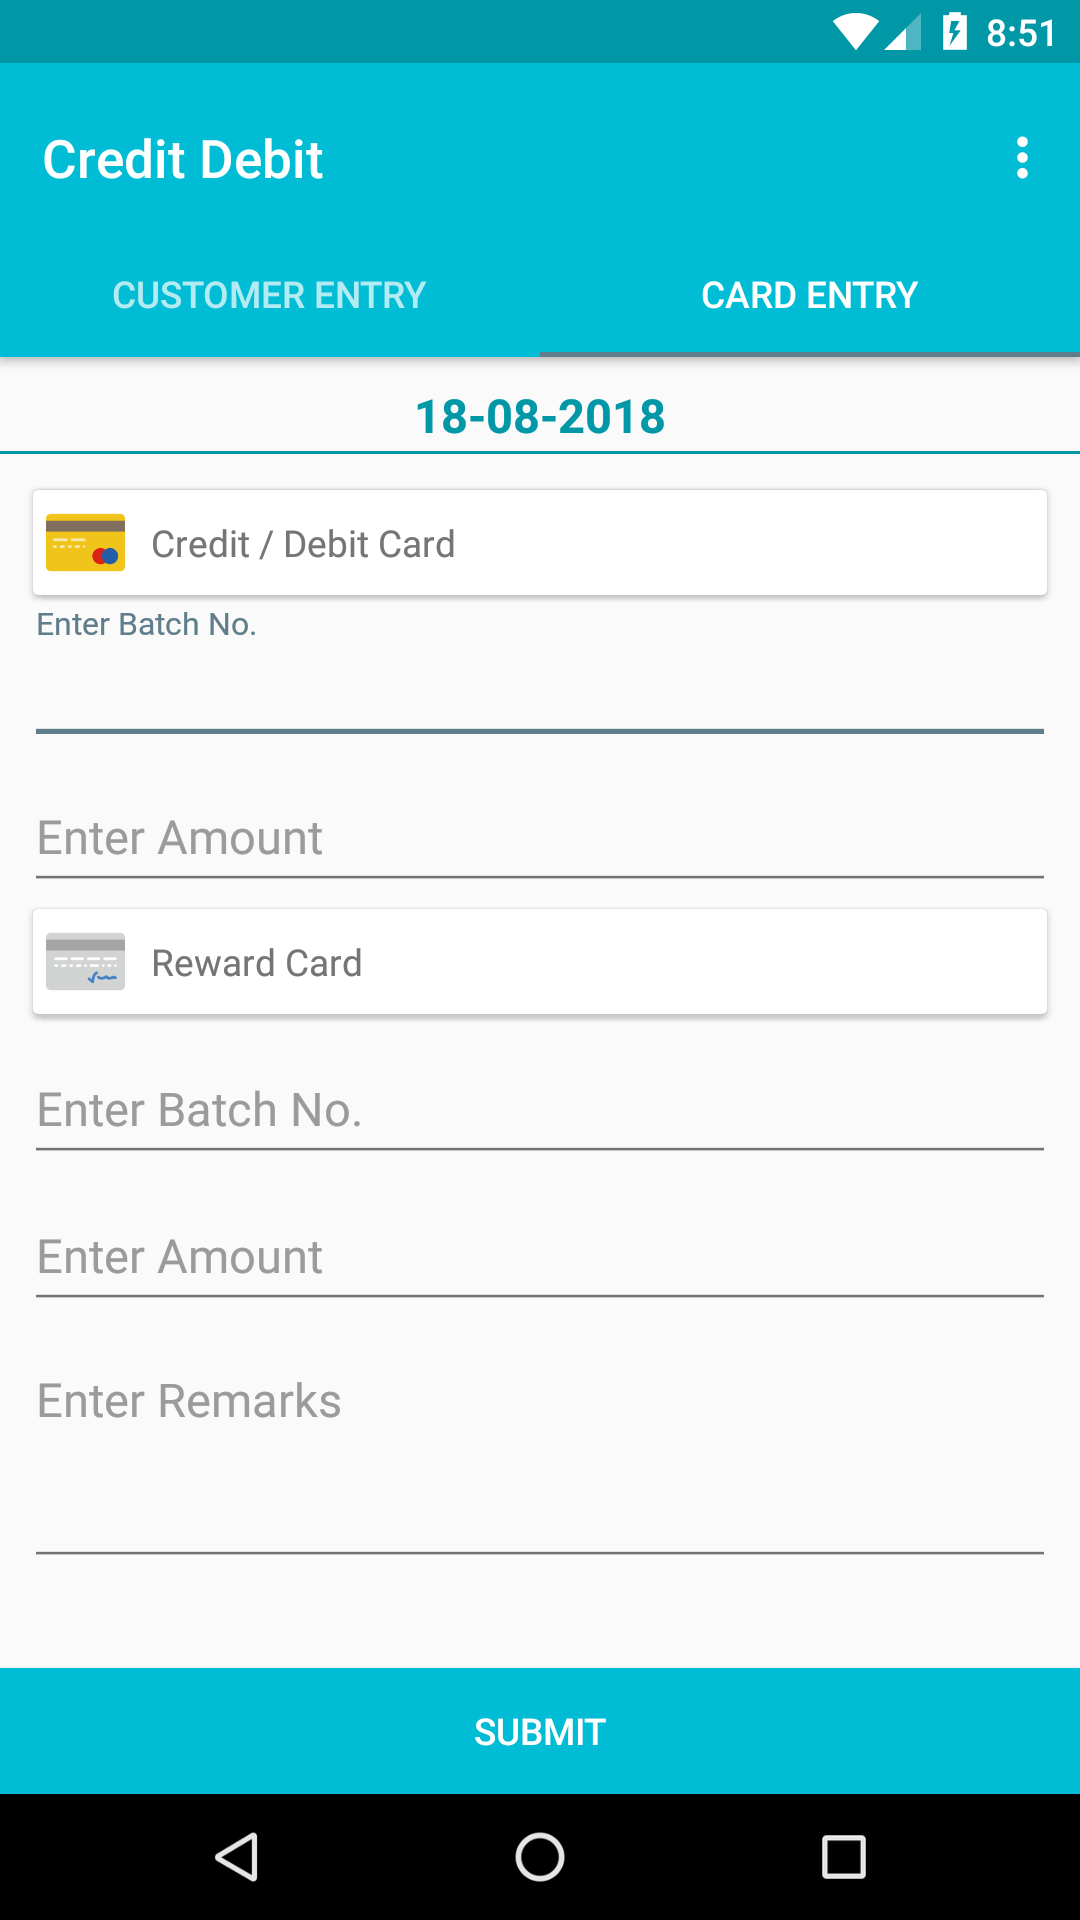 8:51
Credit Debit
CUSTOMER ENTRY
CARD ENTRY
18-08-2018
Credit / Debit Card
Enter Batch No.
Enter Amount
Reward Card
Enter Batch No.
Enter Amount
Enter Remarks
SUBMIT